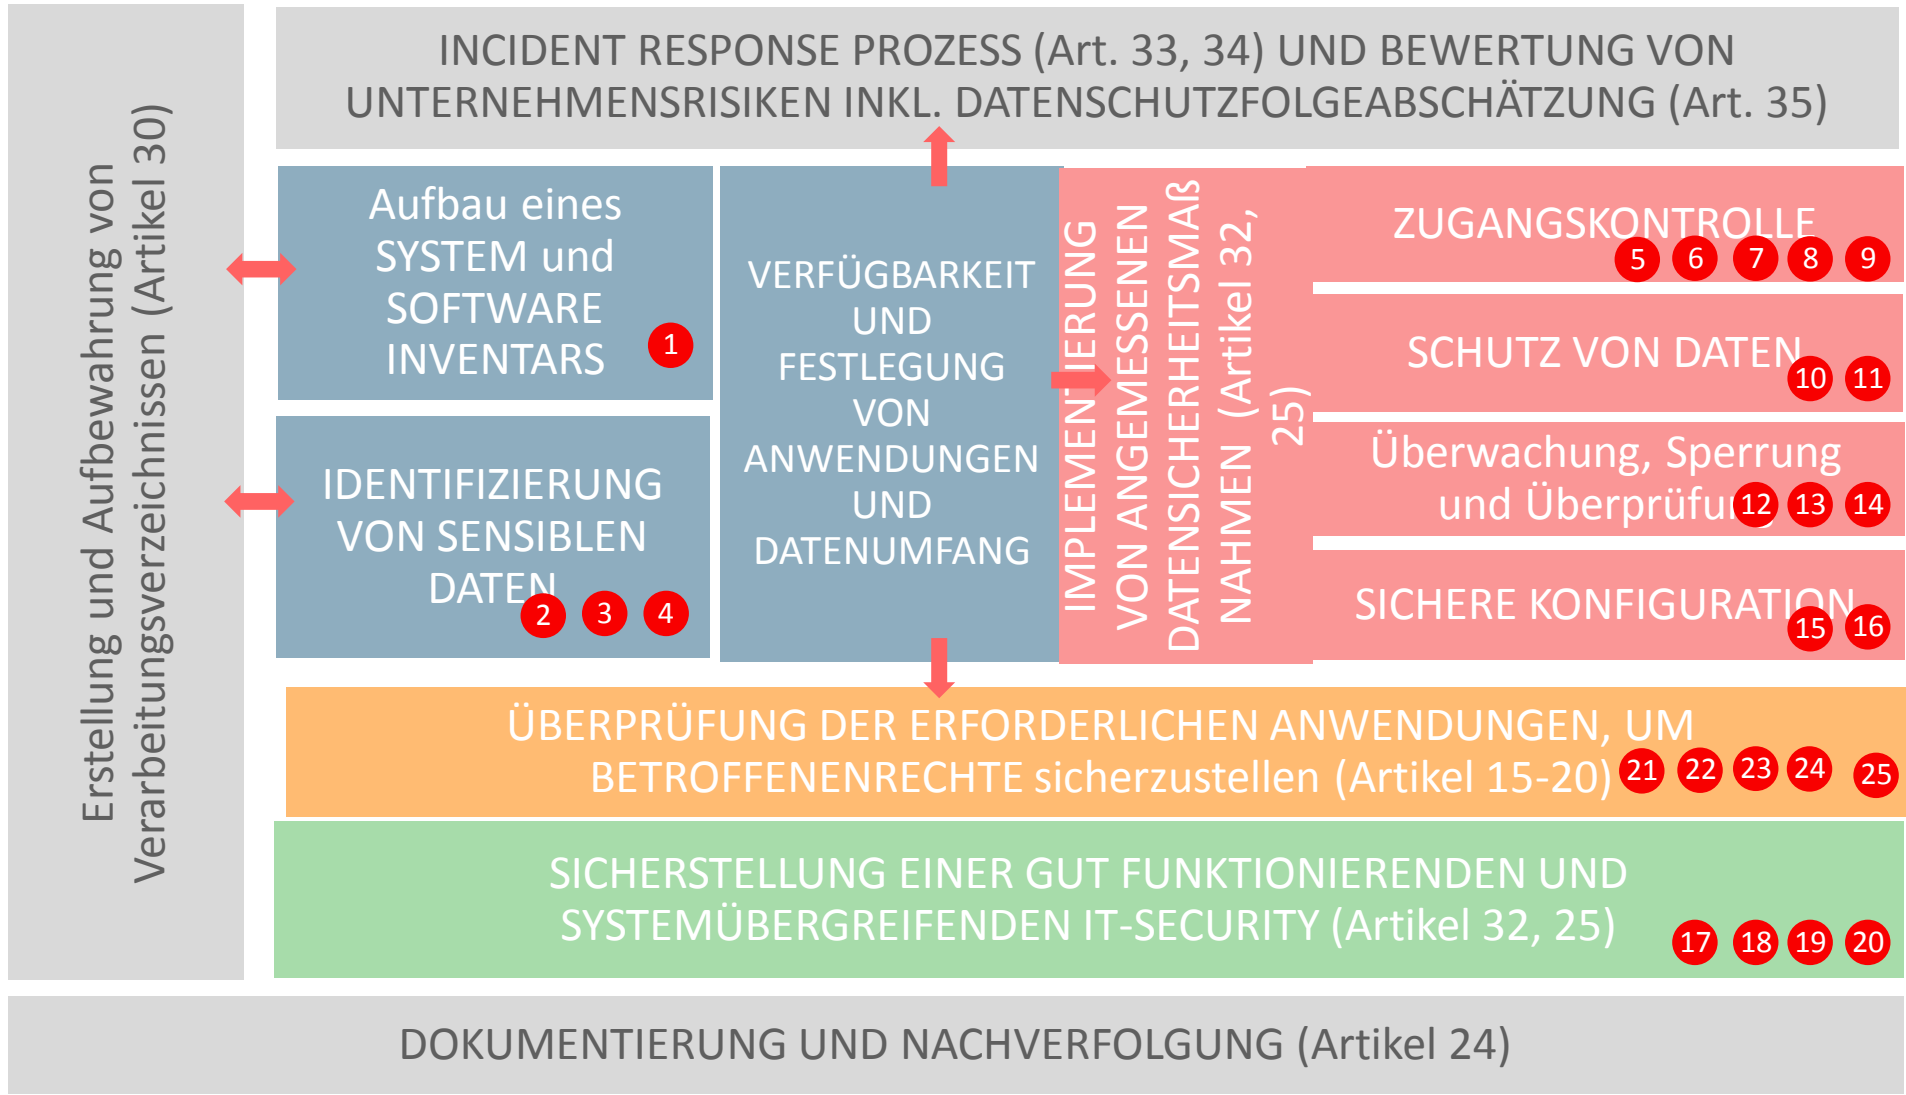 INCIDENT RESPONSE PROZESS (Art. 33, 34) UND BEWERTUNG VON
UNTERNEHMENSRISIKEN INKL. DATENSCHUTZFOLGEABSCHÄTZUNG (Art. 35)
Erstellung und Aufbewahrung von
Verarbeitungsverzeichnissen (Artikel 30)
Aufbau eines
SYSTEM und
SOFTWARE
INVENTARS
1
IDENTIFIZIERUNG
VON SENSIBLEN
DATEN
2 3 4
VERFÜGBARKEIT
UND
FESTLEGUNG
VON
ANWENDUNGEN
UND
DATENUMFANG
IMPLEMENTIERUNG
VON ANGEMESSENEN
DATENSICHERHEITSMAß
NAHMEN (Artikel 32,
25)
ZUGANGSKONTROLLE
5 6 7 8 9
SCHUTZ VON DATEN
10 11
Überwachung, Sperrung
und Überprüfung
12 13 14
SICHERE KONFIGURATION
15 16
ÜBERPRÜFUNG DER ERFORDERLICHEN ANWENDUNGEN, UM
BETROFFENENRECHTE sicherzustellen (Artikel 15-20)
21 22 23 24 25
SICHERSTELLUNG EINER GUT FUNKTIONIERENDEN UND
SYSTEMÜBERGREIFENDEN IT-SECURITY (Artikel 32, 25)
17 18 19 20
DOKUMENTIERUNG UND NACHVERFOLGUNG (Artikel 24)